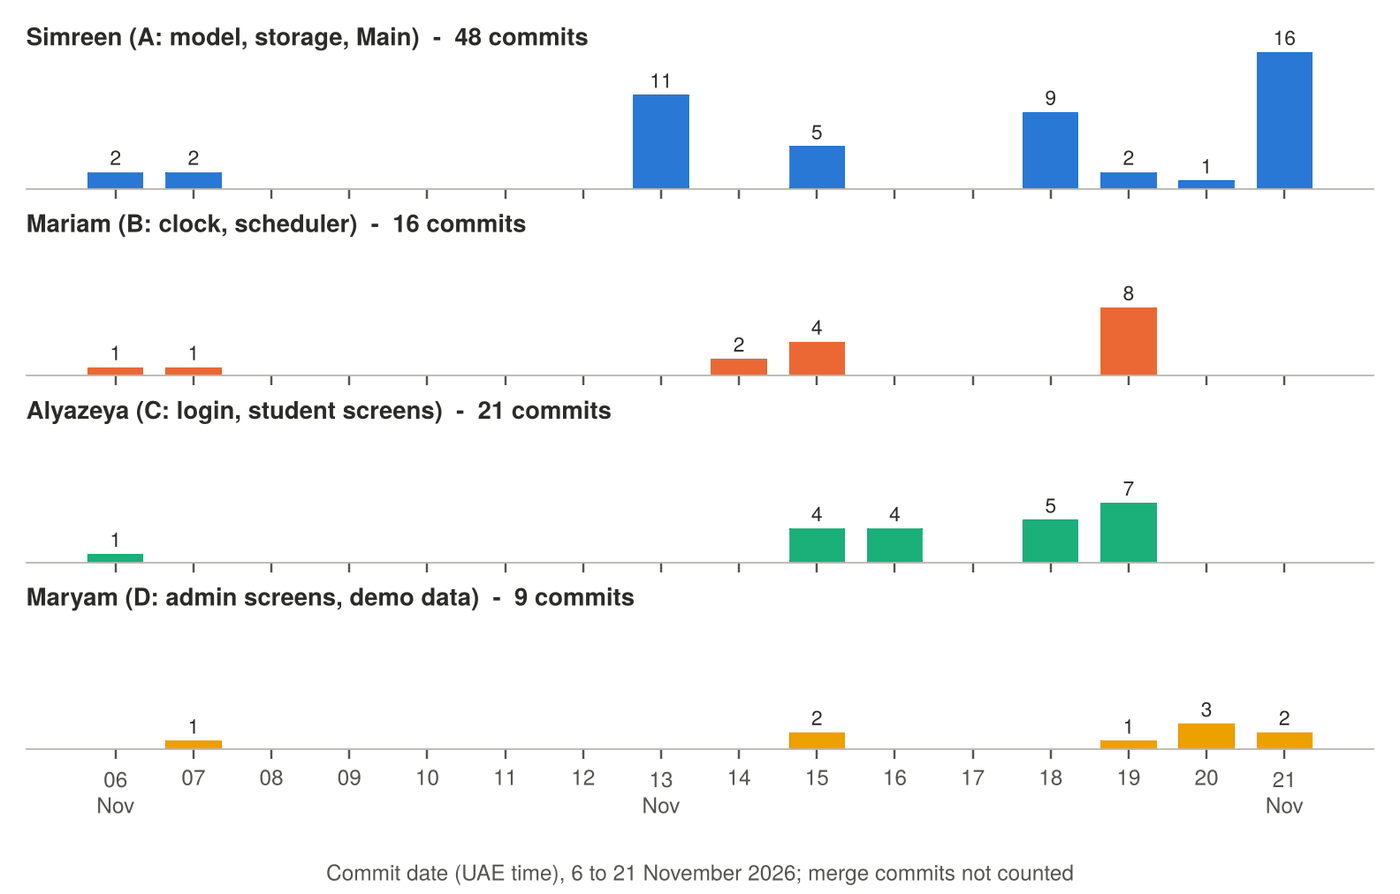 Simreen (A: model, storage, Main)  -  48 commits
16
11
9
5
2 2 2 1
Mariam (B: clock, scheduler)  -  16 commits
8
4
2
1 1
Alyazeya (C: login, student screens)  -  21 commits
7
5
4 4
1
Maryam (D: admin screens, demo data)  -  9 commits
3
2 2
1 1
06 07 08 09 10 11 12 13 14 15 16 17 18 19 20 21
Nov Nov Nov
Commit date (UAE time), 6 to 21 November 2026; merge commits not counted